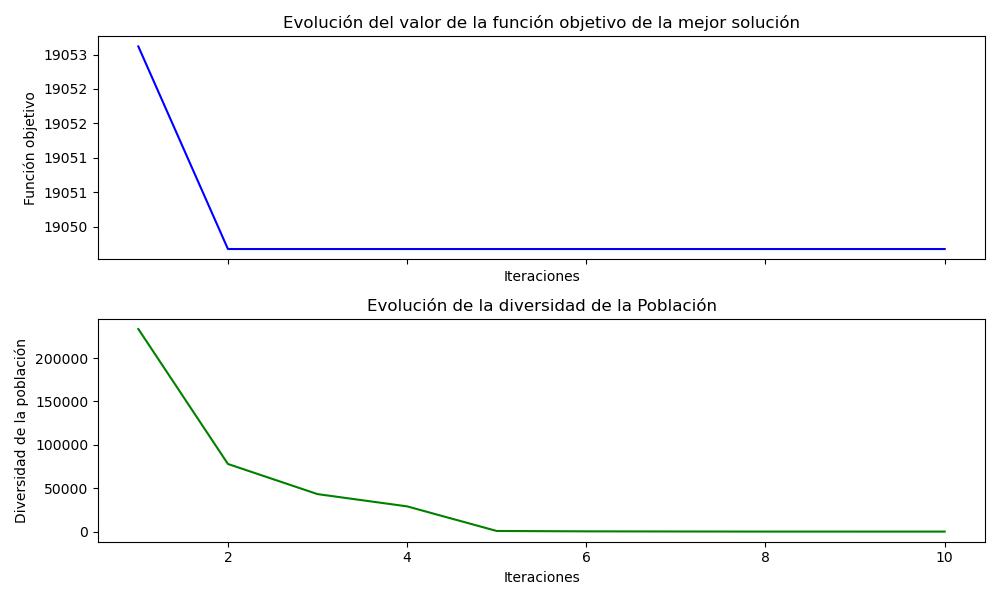 Evolución del valor de la función objetivo de la mejor solución
Función objetivo
19053
19052
19052
19051
19051
19050
Iteraciones
Evolución de la diversidad de la Población
Diversidad de la población
200000
150000
100000
50000
0
2 4 6 8 10
Iteraciones